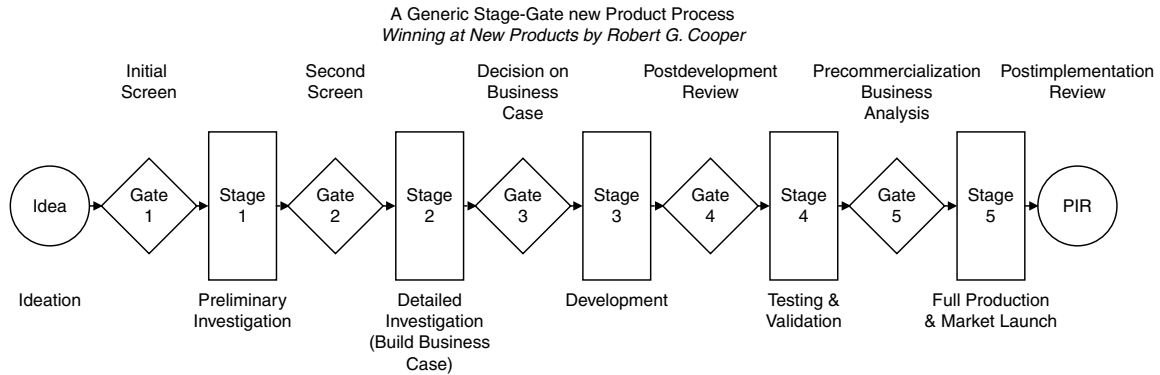 A Generic Stage-Gate new Product Process
Winning at New Products by Robert G. Cooper
Initial
Screen
Second
Screen
Decision on
Business
Case
Postdevelopment
Review
Precommercialization
Business
Analysis
Postimplementation
Review
Idea
Gate
1
Stage
1
Gate
2
Stage
2
Gate
3
Stage
3
Gate
4
Stage
4
Gate
5
Stage
5
PIR
Ideation
Preliminary
Investigation
Detailed
Investigation
(Build Business
Case)
Development
Testing &
Validation
Full Production
& Market Launch